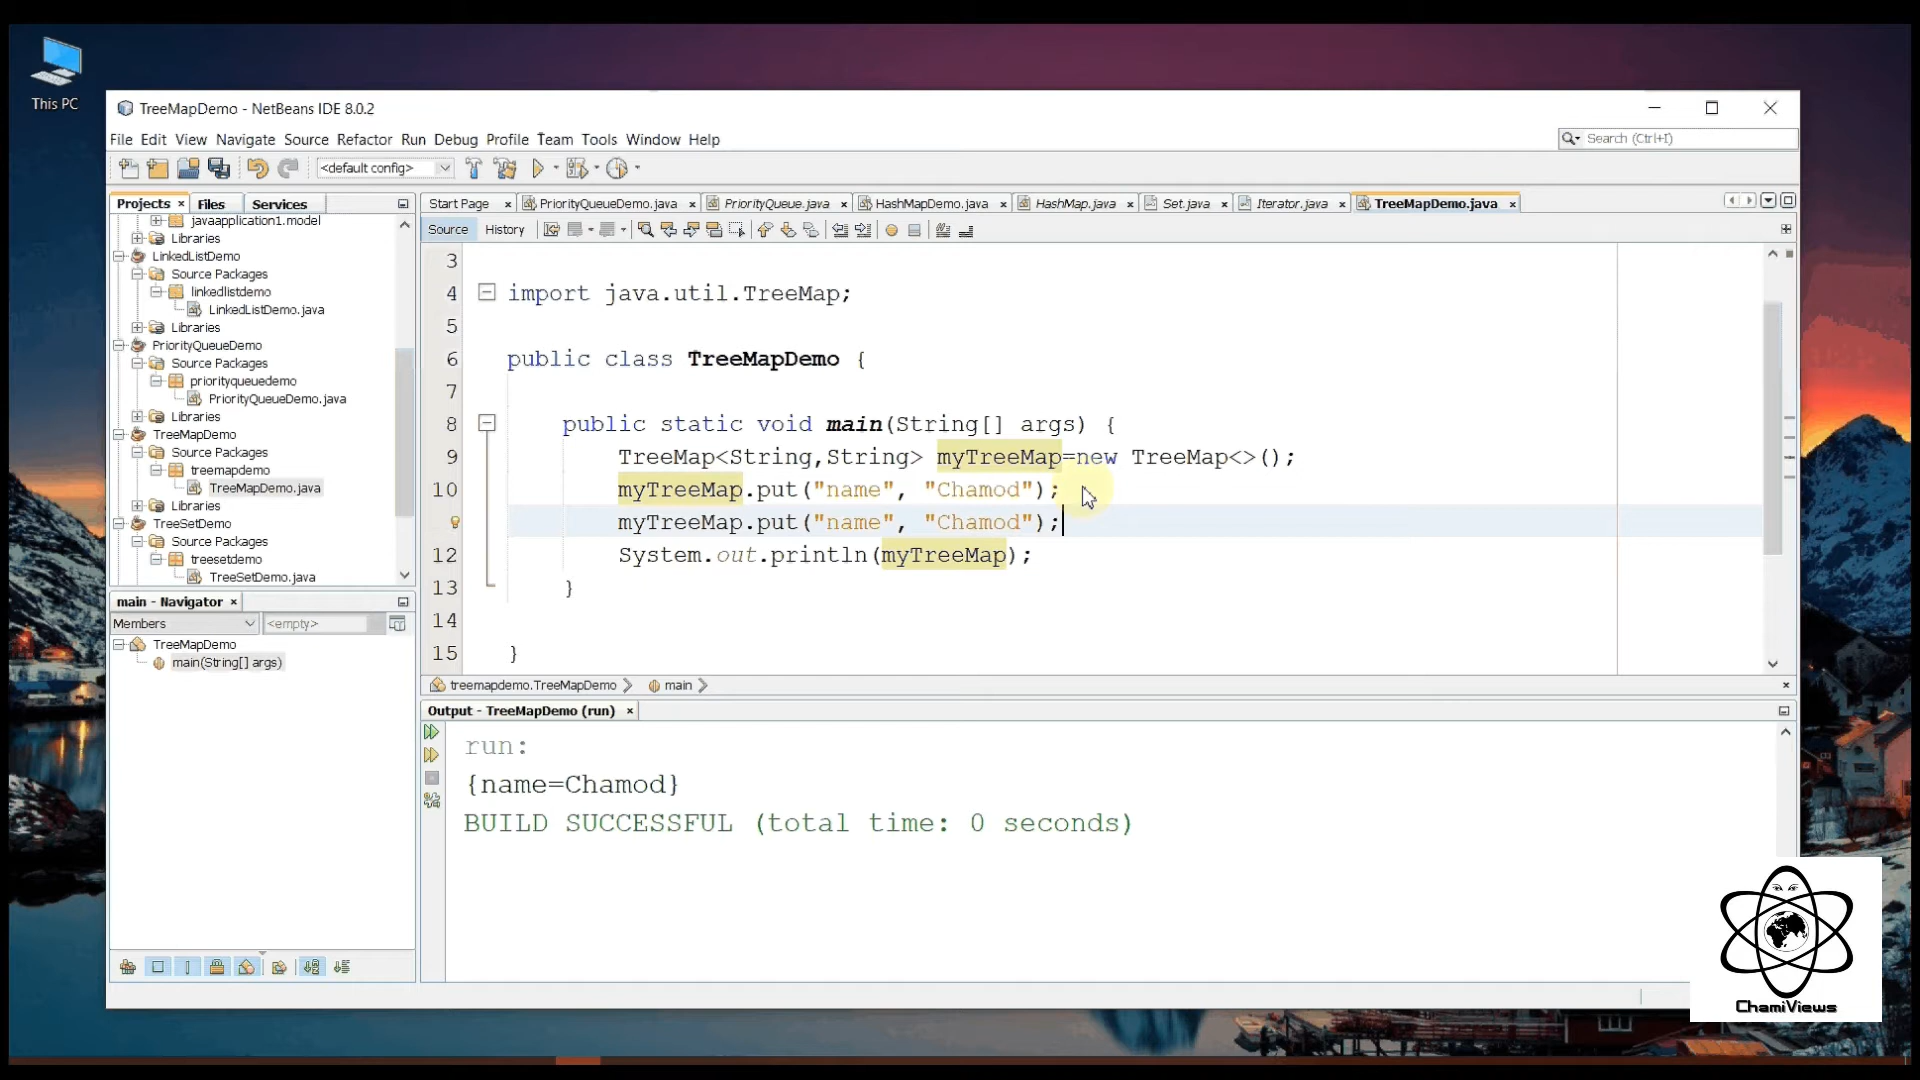 This PC
TreeMapDemo - NetBeans IDE 8.0.2
File Edit View Navigate Source Refactor Run Debug Profile Team Tools Window Help
Search (Ctrl+I)
<default config>
Projects Files Services
Start Page PriorityQueueDemo.java PriorityQueue.java HashMapDemo.java HashMap.java Set.java Iterator.java TreeMapDemo.java
Source History
javaapplication1.model
Libraries
LinkedListDemo
Source Packages
linkedlistdemo
LinkedListDemo.java
Libraries
PriorityQueueDemo
Source Packages
priorityqueuedemo
PriorityQueueDemo.java
Libraries
TreeMapDemo
Source Packages
treemapdemo
TreeMapDemo.java
Libraries
TreeSetDemo
Source Packages
treesetdemo
TreeSetDemo.java
3
4 import java.util.TreeMap;
5
6 public class TreeMapDemo {
7
8 public static void main(String[] args) {
9 TreeMap<String,String> myTreeMap=new TreeMap<>();
10 myTreeMap.put("name", "Chamod");
myTreeMap.put("name", "Chamod");
12 System.out.println(myTreeMap);
13 }
14
15 }
main - Navigator
Members <empty>
TreeMapDemo
main(String[] args)
treemapdemo.TreeMapDemo main
Output - TreeMapDemo (run)
run:
{name=Chamod}
BUILD SUCCESSFUL (total time: 0 seconds)
ChamiViews